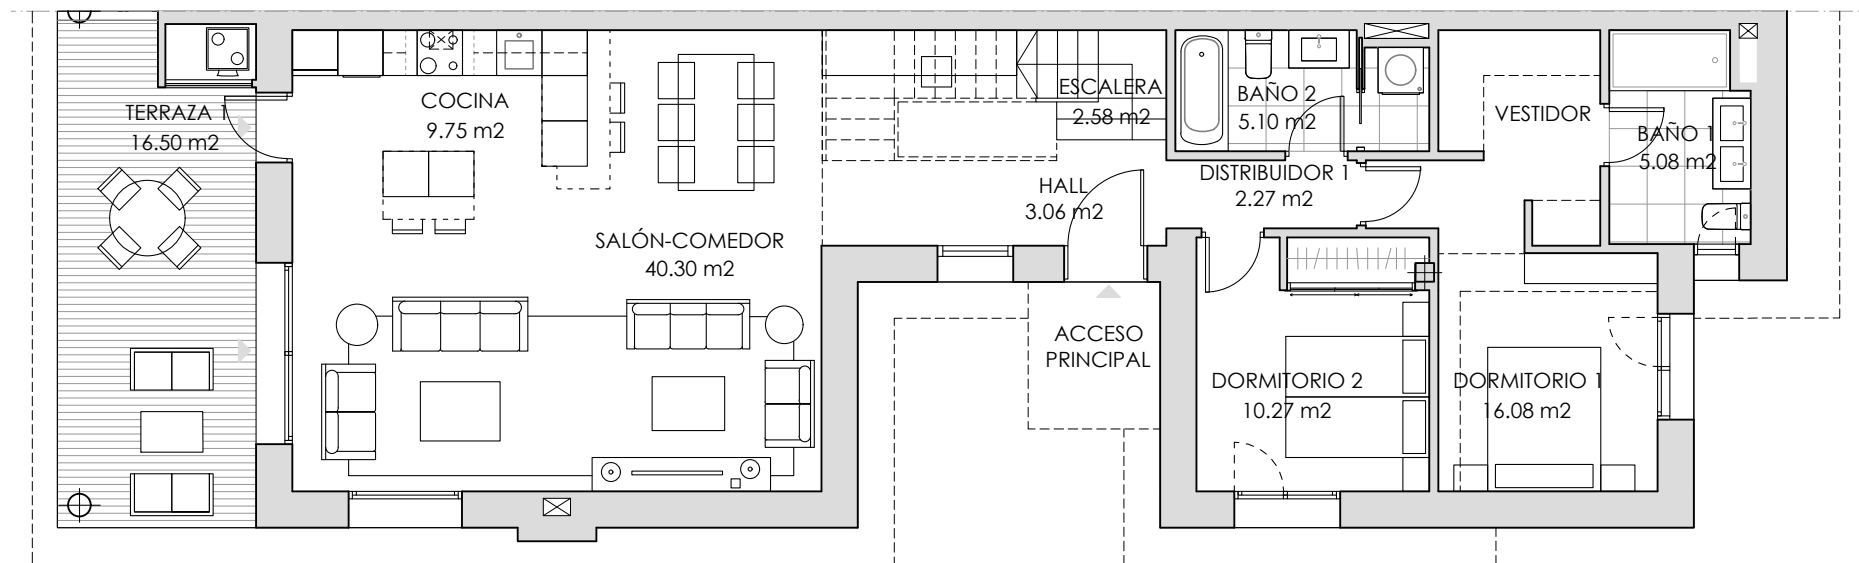 TERRAZA 1
16.50 m2
COCINA
9.75 m2
SALÓN-COMEDOR
40.30 m2
ESCALERA
2.58 m2
HALL
3.06 m2
ACCESO
PRINCIPAL
BAÑO 2
5.10 m2
DISTRIBUIDOR 1
2.27 m2
VESTIDOR
BAÑO 1
5.08 m2
DORMITORIO 2
10.27 m2
DORMITORIO 1
16.08 m2